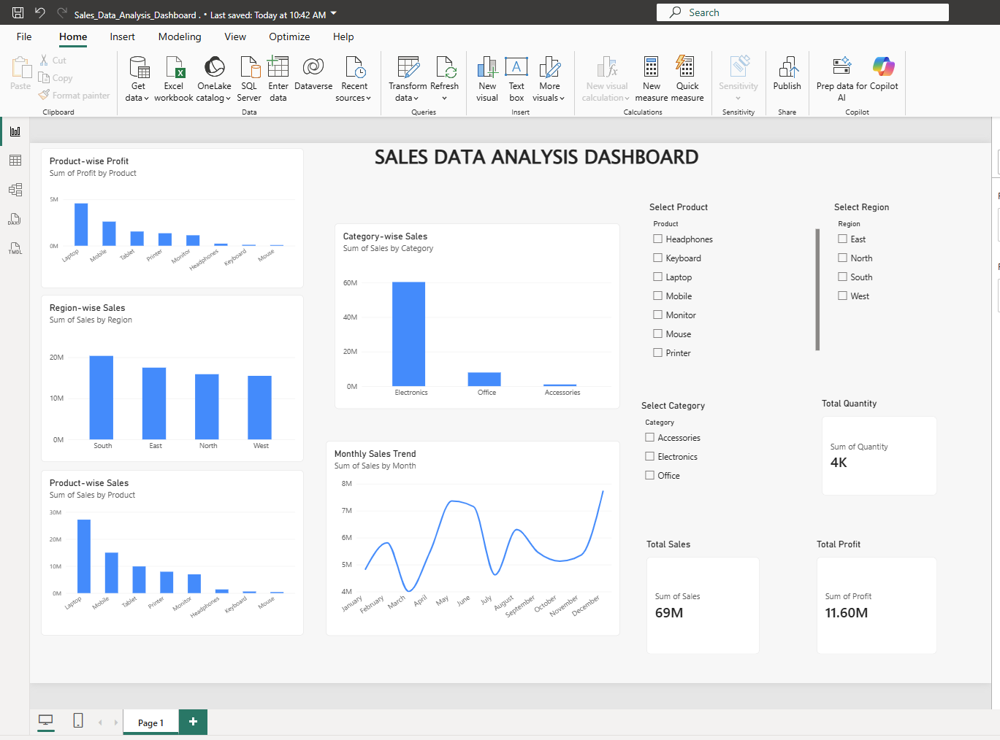 Sales_Data_Analysis_Dashboard . • Last saved: Today at 10:42 AM
Search
File Home Insert Modeling View Optimize Help
Paste
Cut
Copy
Format painter
Clipboard
Get data
Excel workbook
OneLake catalog
SQL Server
Enter data
Dataverse
Recent sources
Data
Transform data
Refresh
Queries
New visual
Text box
More visuals
Insert
New visual calculation
New measure
Quick measure
Calculations
Sensitivity
Sensitivity
Publish
Share
Prep data for AI
Copilot
Copilot
DAX
TMDL
SALES DATA ANALYSIS DASHBOARD
Product-wise Profit
Sum of Profit by Product
5M
0M
Laptop
Mobile
Tablet
Printer
Monitor
Headphones
Keyboard
Mouse
Region-wise Sales
Sum of Sales by Region
20M
10M
0M
South
East
North
West
Product-wise Sales
Sum of Sales by Product
30M
20M
10M
0M
Laptop
Mobile
Tablet
Printer
Monitor
Headphones
Keyboard
Mouse
Category-wise Sales
Sum of Sales by Category
60M
40M
20M
0M
Electronics
Office
Accessories
Monthly Sales Trend
Sum of Sales by Month
8M
7M
6M
5M
4M
January
February
March
April
May
June
July
August
September
October
November
December
Select Product
Product
Headphones
Keyboard
Laptop
Mobile
Monitor
Mouse
Printer
Select Region
Region
East
North
South
West
Select Category
Category
Accessories
Electronics
Office
Total Quantity
Sum of Quantity
4K
Total Sales
Sum of Sales
69M
Total Profit
Sum of Profit
11.60M
Page 1